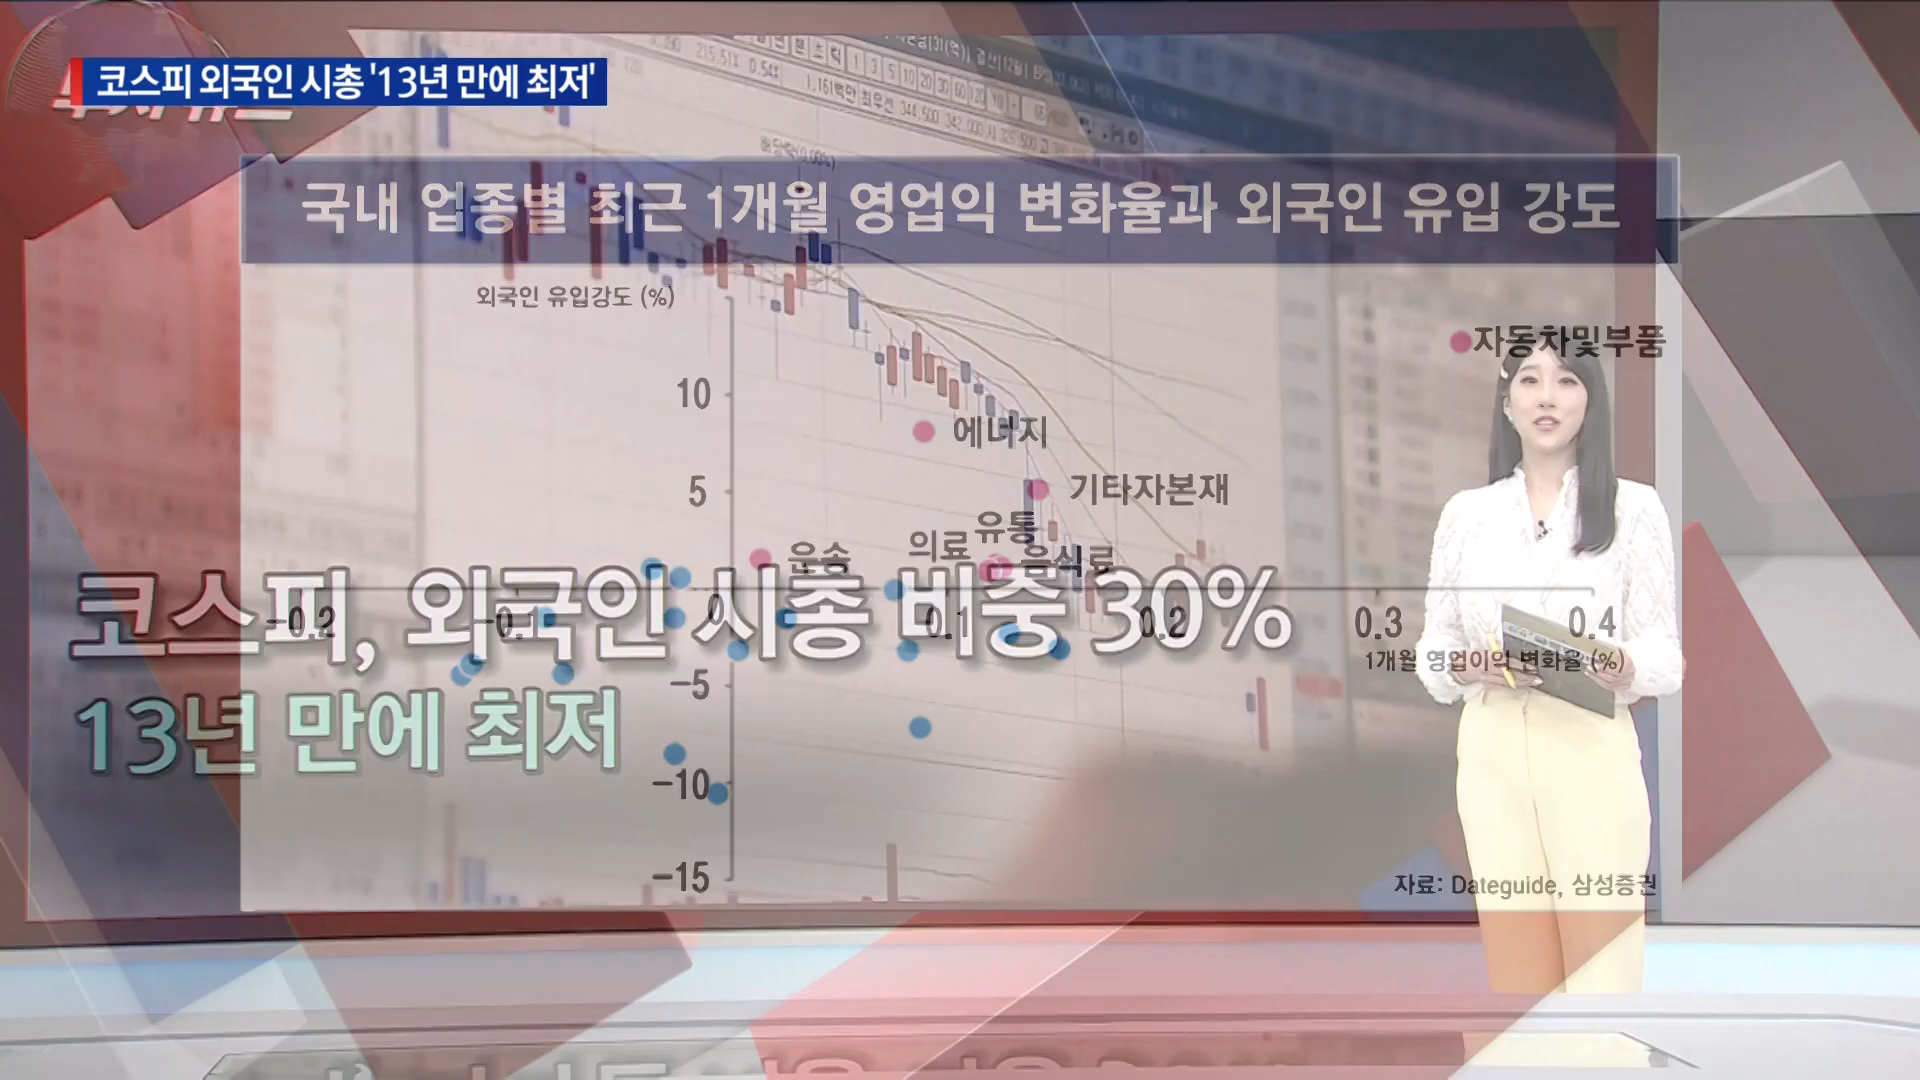 코스피 외국인 시총 '13년 만에 최저'
국내 업종별 최근 1개월 영업익 변화율과 외국인 유입 강도
외국인 유입강도 (%)
자동차및부품
10
에너지
5
기타자본재
유통
의료
운송
음식료
코스피, 외국인 시총 비중 30%
-0.2
-0.1
0
0.1
0.2
0.3
0.4
1개월 영업이익 변화율 (%)
-5
13년 만에 최저
-10
-15
자료: Dateguide, 삼성증권